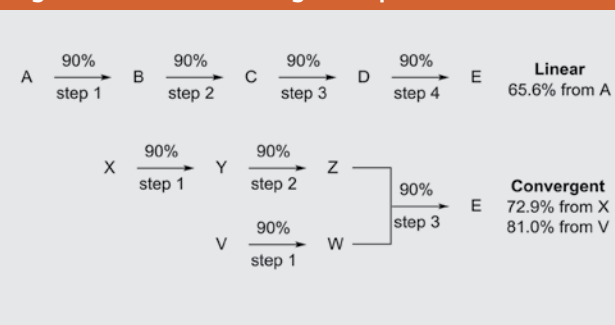 A 90% step 1 B 90% step 2 C 90% step 3 D 90% step 4 E
Linear
65.6% from A
X 90% step 1 Y 90% step 2 Z
90%
step 3
E
Convergent
72.9% from X
81.0% from V
V 90% step 1 W